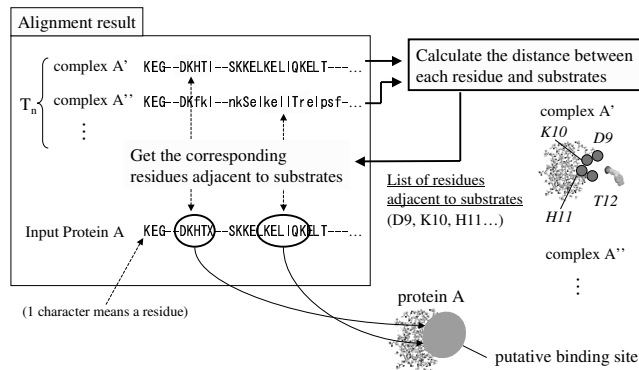 Alignment result
complex A' KEG--DKHTI--SKKELKELIQKELT---…
complex A'' KEG--DKfkl--nkSelkellTrelpsf-…
Tn
⋮
Calculate the distance between
each residue and substrates
Get the corresponding
residues adjacent to substrates
List of residues
adjacent to substrates
(D9, K10, H11…)
complex A'
K10
D9
T12
H11
complex A''
⋮
Input Protein A KEG--DKHTX--SKKELKELIQKELT---…
(1 character means a residue)
protein A
putative binding site